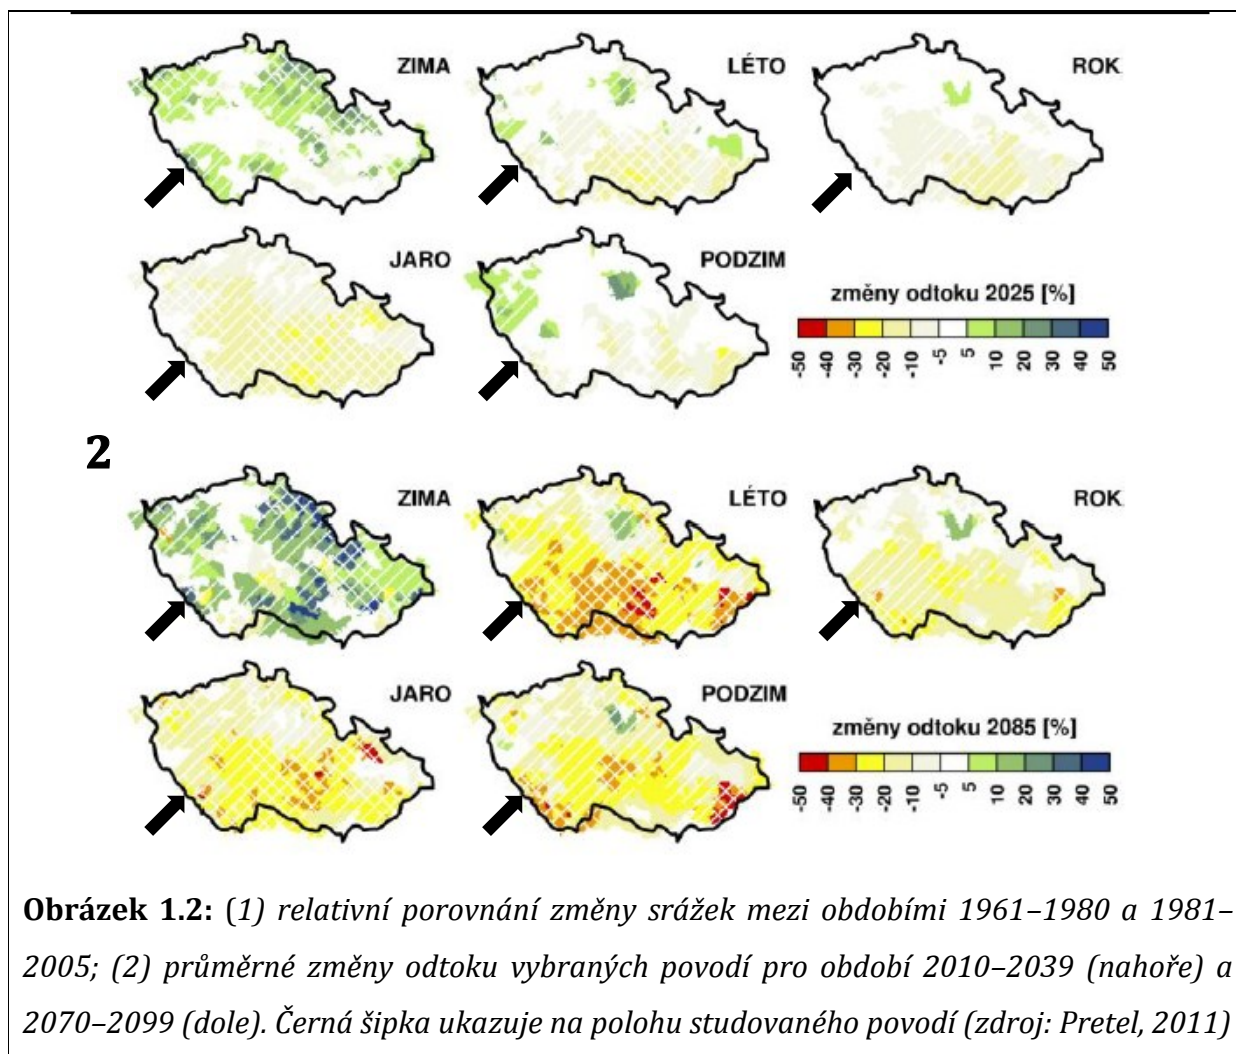 ZIMA LÉTO ROK
JARO PODZIM
změny odtoku 2025 [%]
-50 -40 -30 -20 -10 -5 5 10 20 30 40 50
2
ZIMA LÉTO ROK
JARO PODZIM
změny odtoku 2085 [%]
-50 -40 -30 -20 -10 -5 5 10 20 30 40 50
Obrázek 1.2: (1) relativní porovnání změny srážek mezi obdobími 1961–1980 a 1981–
2005; (2) průměrné změny odtoku vybraných povodí pro období 2010–2039 (nahoře) a
2070–2099 (dole). Černá šipka ukazuje na polohu studovaného povodí (zdroj: Pretel, 2011)